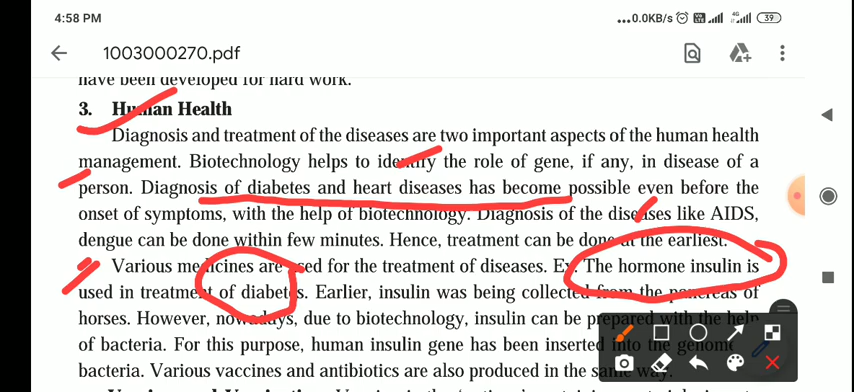 4:58 PM
...0.0KB/s 4G 39
1003000270.pdf
have been developed for hard work.
3. Human Health
Diagnosis and treatment of the diseases are two important aspects of the human health
management. Biotechnology helps to identify the role of gene, if any, in disease of a
person. Diagnosis of diabetes and heart diseases has become possible even before the
onset of symptoms, with the help of biotechnology. Diagnosis of the diseases like AIDS,
dengue can be done within few minutes. Hence, treatment can be done at the earliest.
Various medicines are used for the treatment of diseases. Ex. The hormone insulin is
used in treatment of diabetes. Earlier, insulin was being collected from the pancreas of
horses. However, nowadays, due to biotechnology, insulin can be prepared with the help
of bacteria. For this purpose, human insulin gene has been inserted into the genome
bacteria. Various vaccines and antibiotics are also produced in the same way.